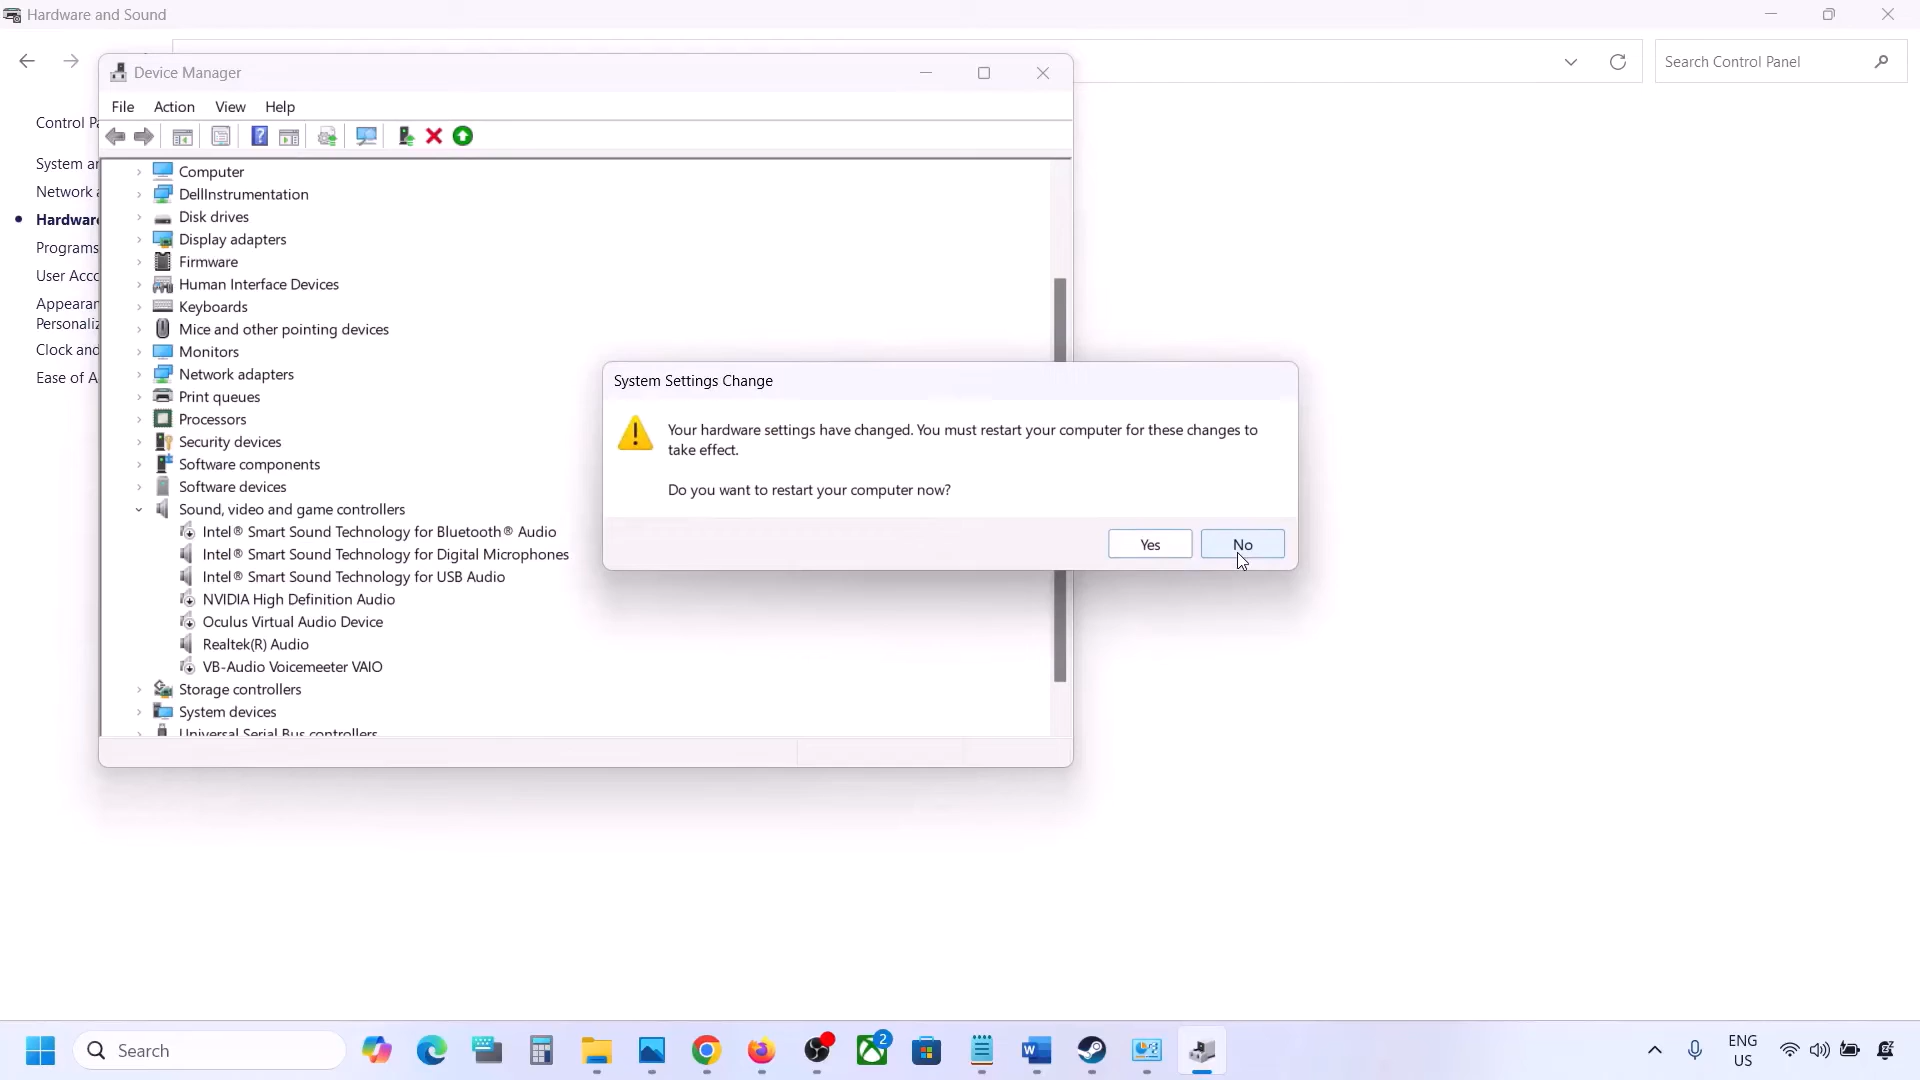 Hardware and Sound
Search Control Panel
Device Manager
File Action View Help
Control Pa
System an
Network a
Hardware
Programs
User Acco
Appearan
Personaliz
Clock and
Ease of A
Computer
DellInstrumentation
Disk drives
Display adapters
Firmware
Human Interface Devices
Keyboards
Mice and other pointing devices
Monitors
Network adapters
Print queues
Processors
Security devices
Software components
Software devices
Sound, video and game controllers
Intel® Smart Sound Technology for Bluetooth® Audio
Intel® Smart Sound Technology for Digital Microphones
Intel® Smart Sound Technology for USB Audio
NVIDIA High Definition Audio
Oculus Virtual Audio Device
Realtek(R) Audio
VB-Audio Voicemeeter VAIO
Storage controllers
System devices
Universal Serial Bus controllers
System Settings Change
Your hardware settings have changed. You must restart your computer for these changes to
take effect.
Do you want to restart your computer now?
Yes
No
Search
2
ENG
US